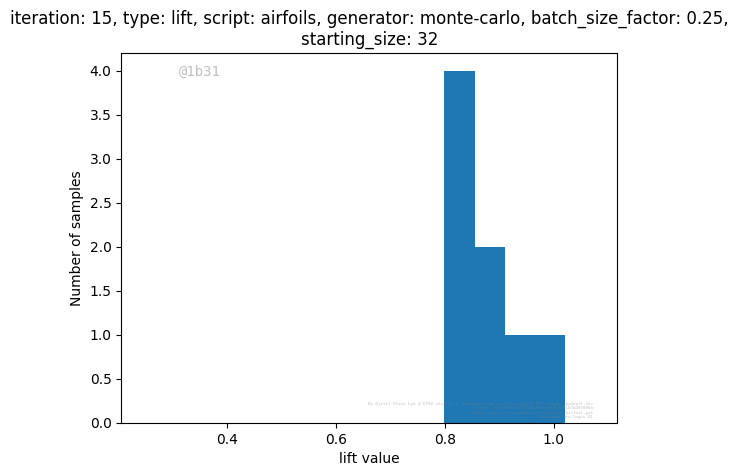 iteration: 15, type: lift, script: airfoils, generator: monte-carlo, batch_size_factor: 0.25,
starting_size: 32
@1b31
4.0
3.5
3.0
2.5
2.0
1.5
1.0
0.5
0.0
Number of samples
0.4
0.6
0.8
1.0
lift value